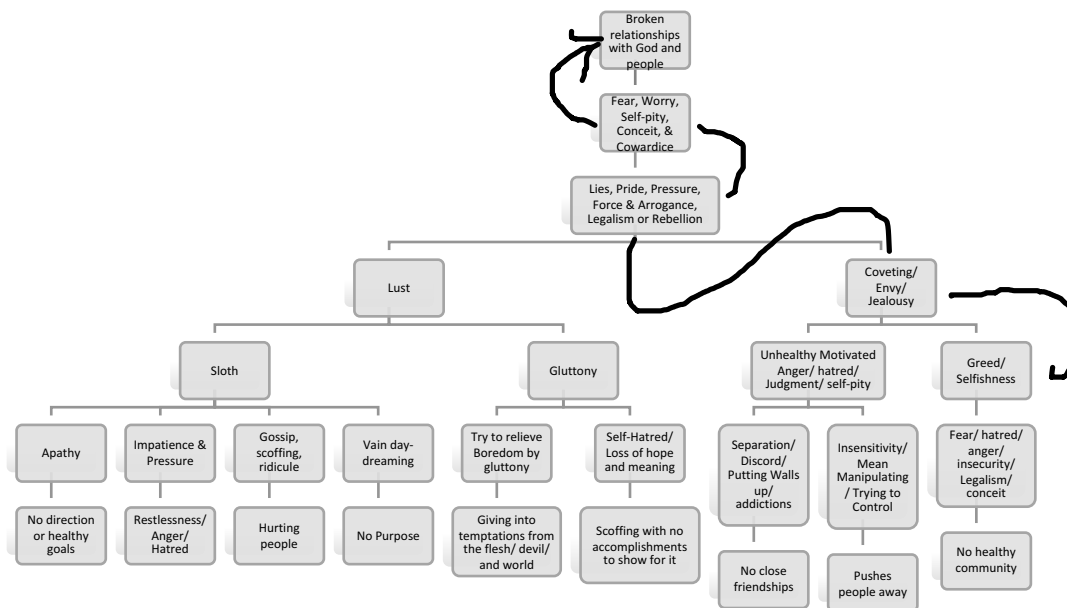 Broken
relationships
with God and
people
Fear, Worry,
Self-pity,
Conceit, &
Cowardice
Lies, Pride, Pressure,
Force & Arrogance,
Legalism or Rebellion
Lust
Coveting/
Envy/
Jealousy
Sloth
Gluttony
Unhealthy Motivated
Anger/ hatred/
Judgment/ self-pity
Greed/
Selfishness
Apathy
Impatience &
Pressure
Gossip,
scoffing,
ridicule
Vain day-
dreaming
Try to relieve
Boredom by
gluttony
Self-Hatred/
Loss of hope
and meaning
Separation/
Discord/
Putting Walls
up/
addictions
Insensitivity/
Mean
Manipulating
/ Trying to
Control
Fear/ hatred/
anger/
insecurity/
Legalism/
conceit
No direction
or healthy
goals
Restlessness/
Anger/
Hatred
Hurting
people
No Purpose
Giving into
temptations from
the flesh/ devil/
and world
Scoffing with no
accomplishments
to show for it
No close
friendships
Pushes
people away
No healthy
community